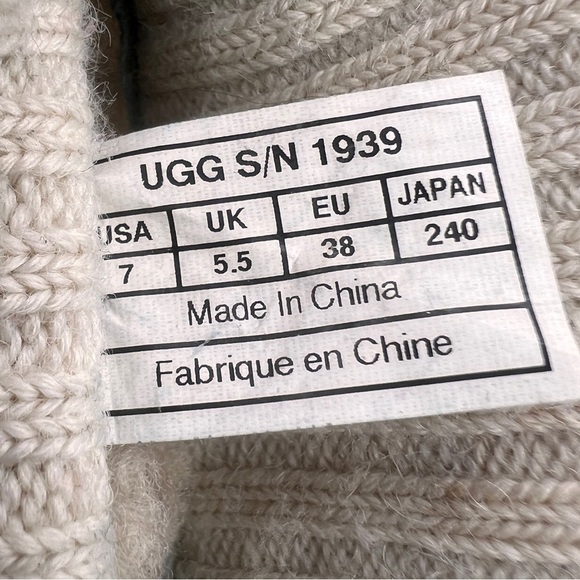 UGG S/N 1939
USA UK EU JAPAN
7 5.5 38 240
Made In China
Fabrique en Chine